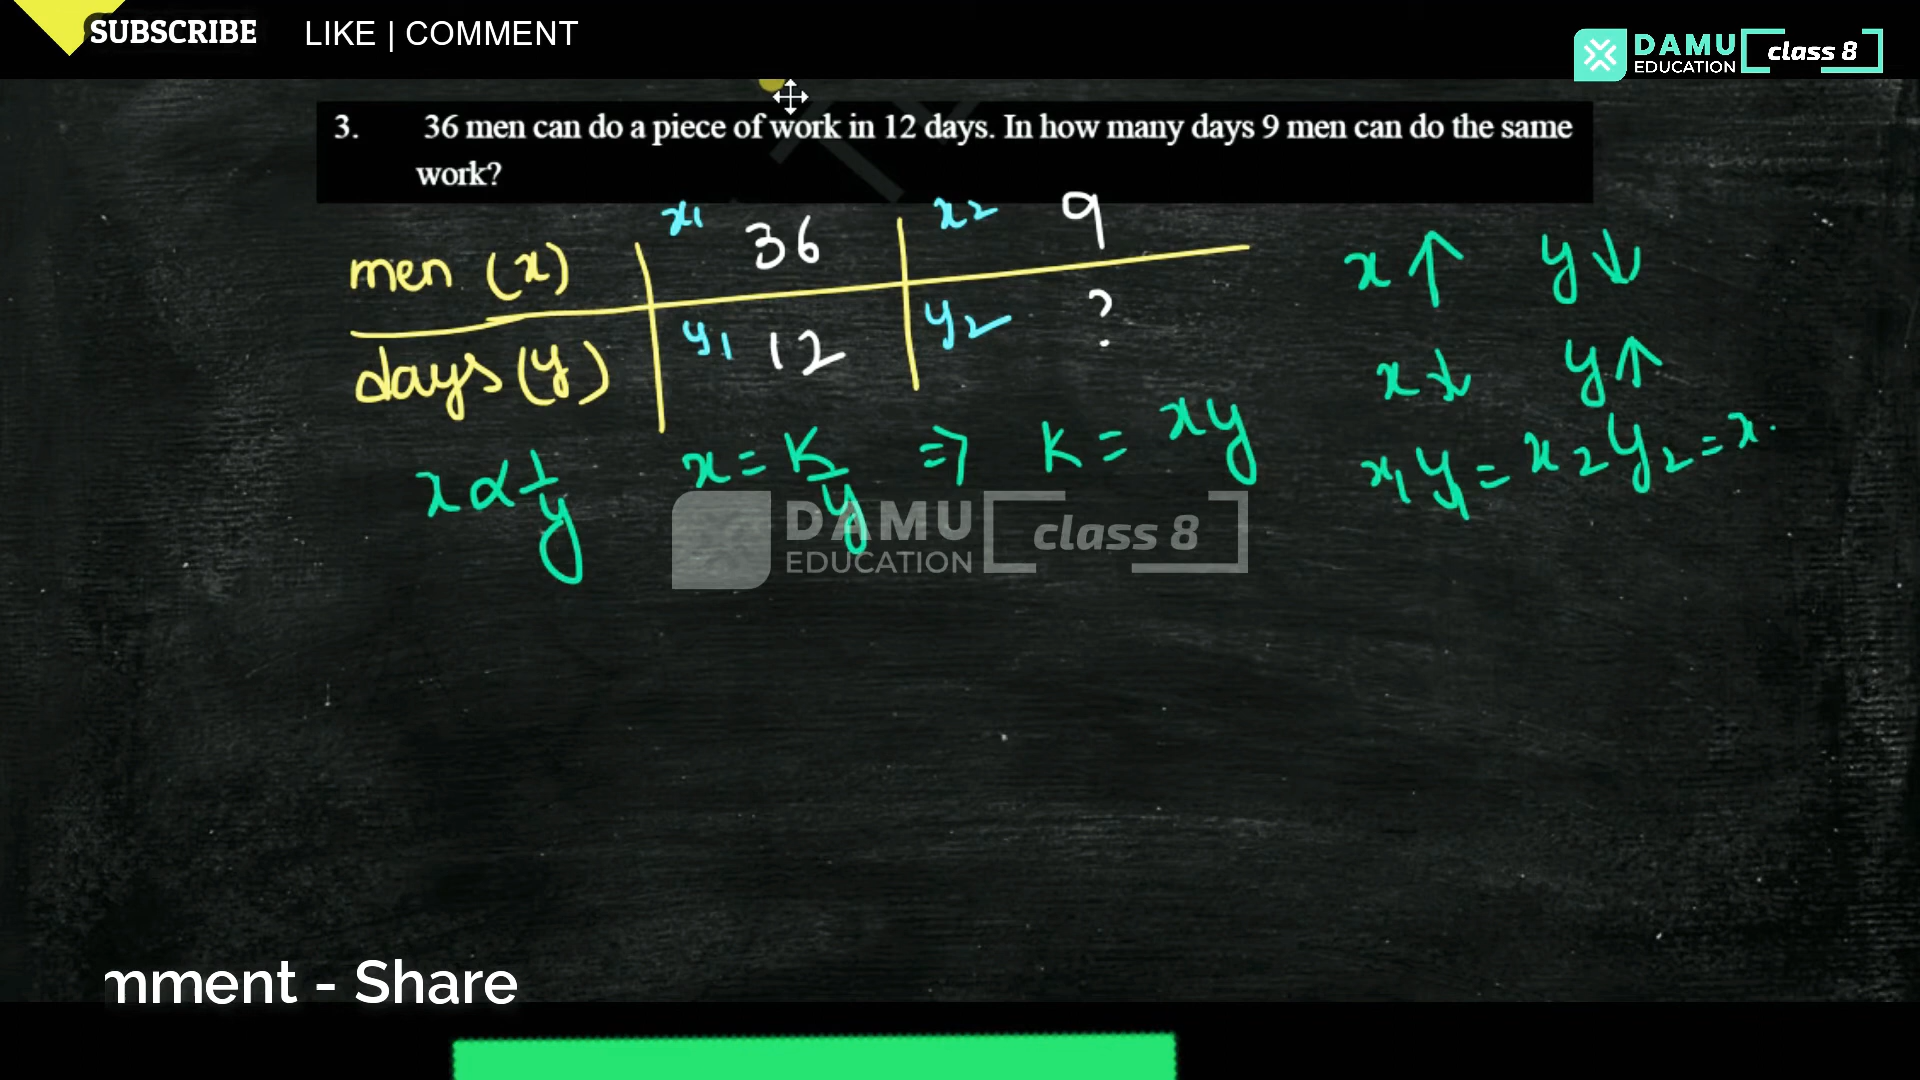 SUBSCRIBE LIKE | COMMENT
DAMU EDUCATION class 8
3. 36 men can do a piece of work in 12 days. In how many days 9 men can do the same
work?
men (x) x1 36 x2 9
days (y) y1 12 y2 ?
x ↑ y ↓
x ↓ y ↑
x ∝ 1/y x = K/y ⇒ K = xy x1y1 = x2y2 = x.
DAMU EDUCATION class 8
mment - Share